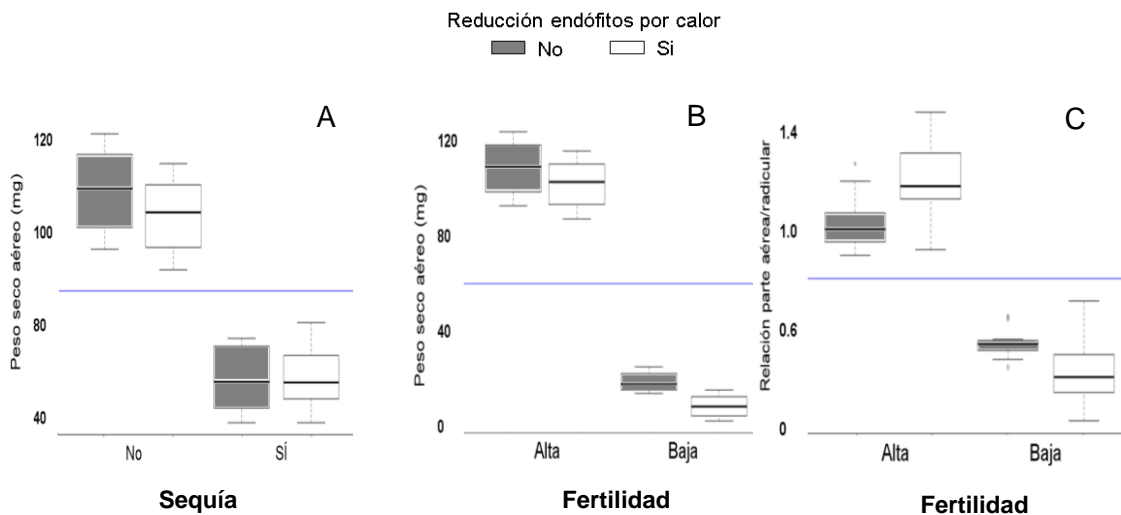 Reducción endófitos por calor
No Si
A
Peso seco aéreo (mg)
120
100
80
40
No SÍ
Sequía
B
Peso seco aéreo (mg)
120
80
40
0
Alta Baja
Fertilidad
C
Relación parte aérea/radicular
1.4
1.0
0.6
0
Alta Baja
Fertilidad